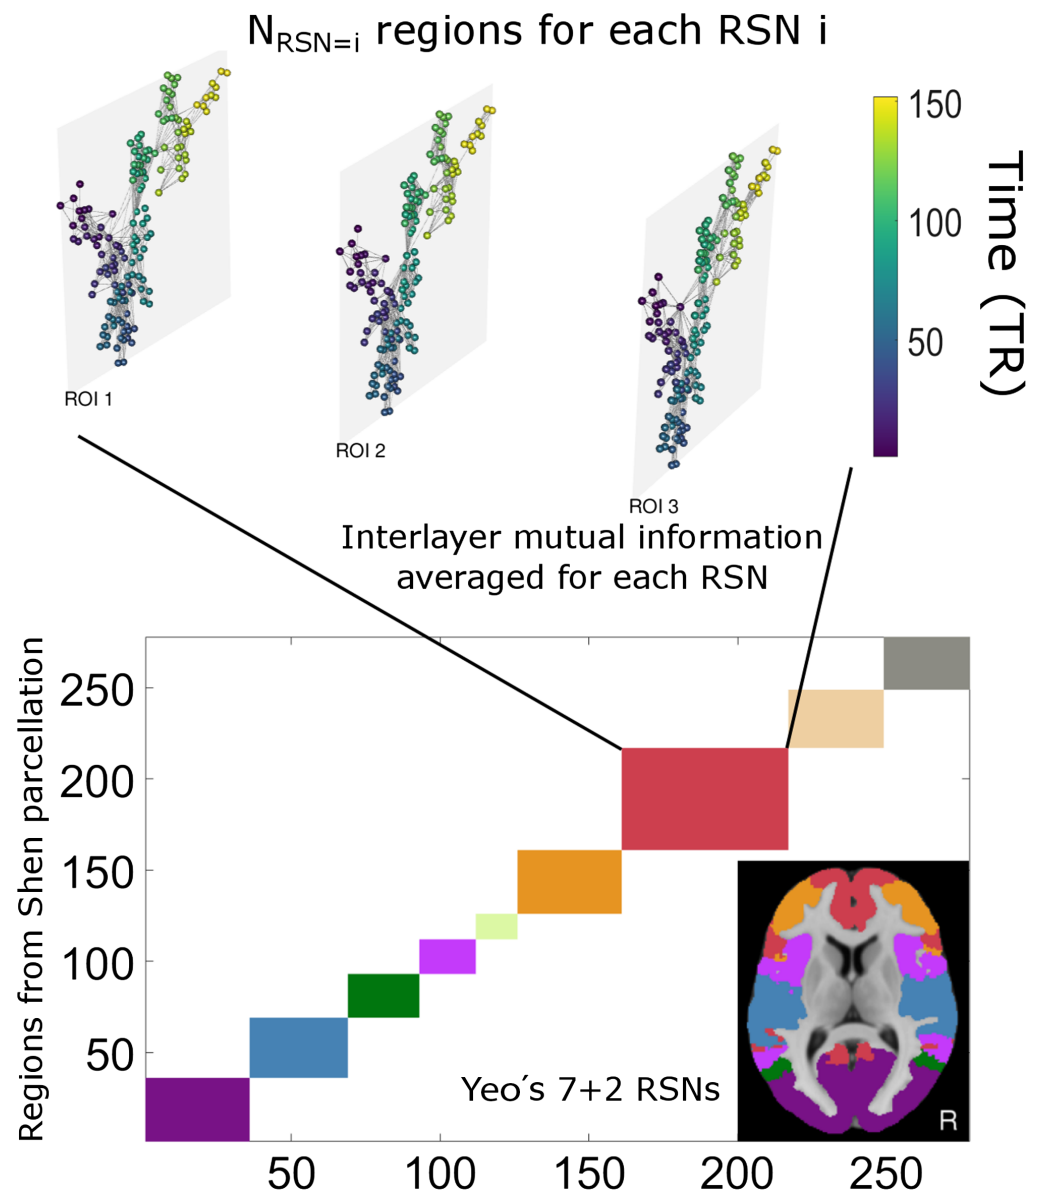 N_RSN=i regions for each RSN i
150
100
50
Time (TR)
ROI 1
ROI 2
ROI 3
Interlayer mutual information
averaged for each RSN
Regions from Shen parcellation
250
200
150
100
50
Yeo´s 7+2 RSNs
R
50
100
150
200
250